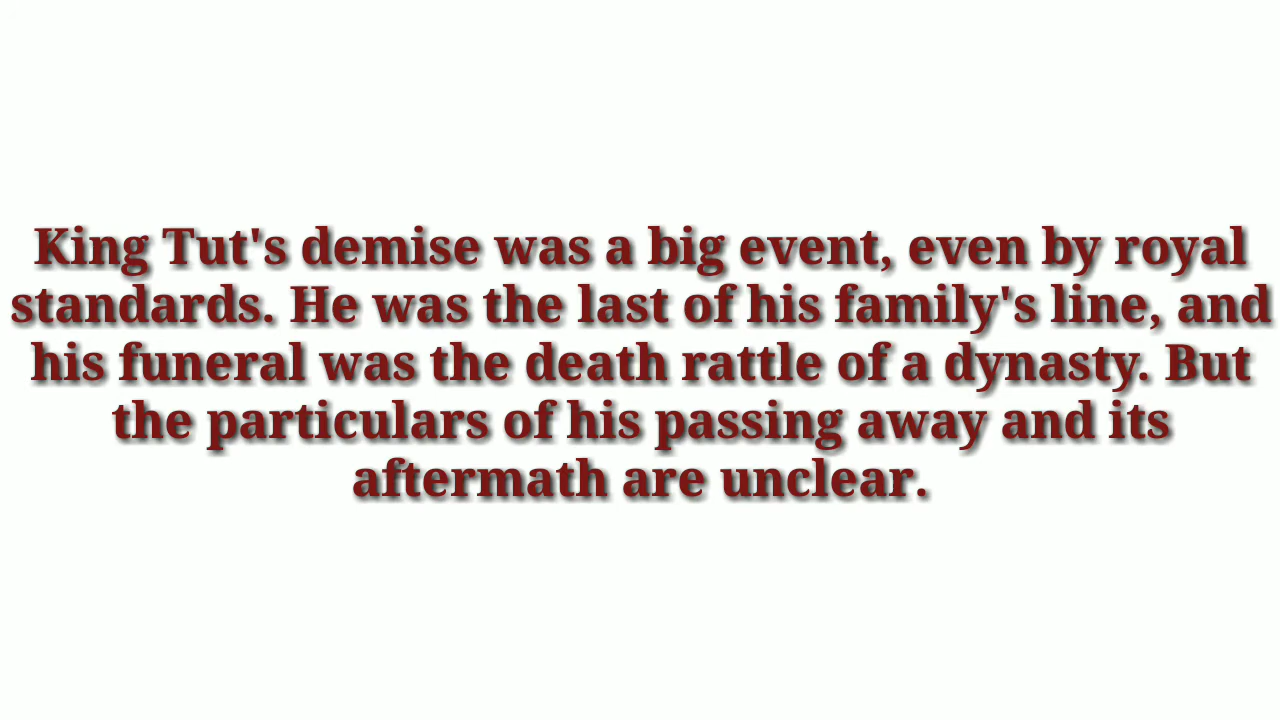 King Tut's demise was a big event, even by royal
standards. He was the last of his family's line, and
his funeral was the death rattle of a dynasty. But
the particulars of his passing away and its
aftermath are unclear.